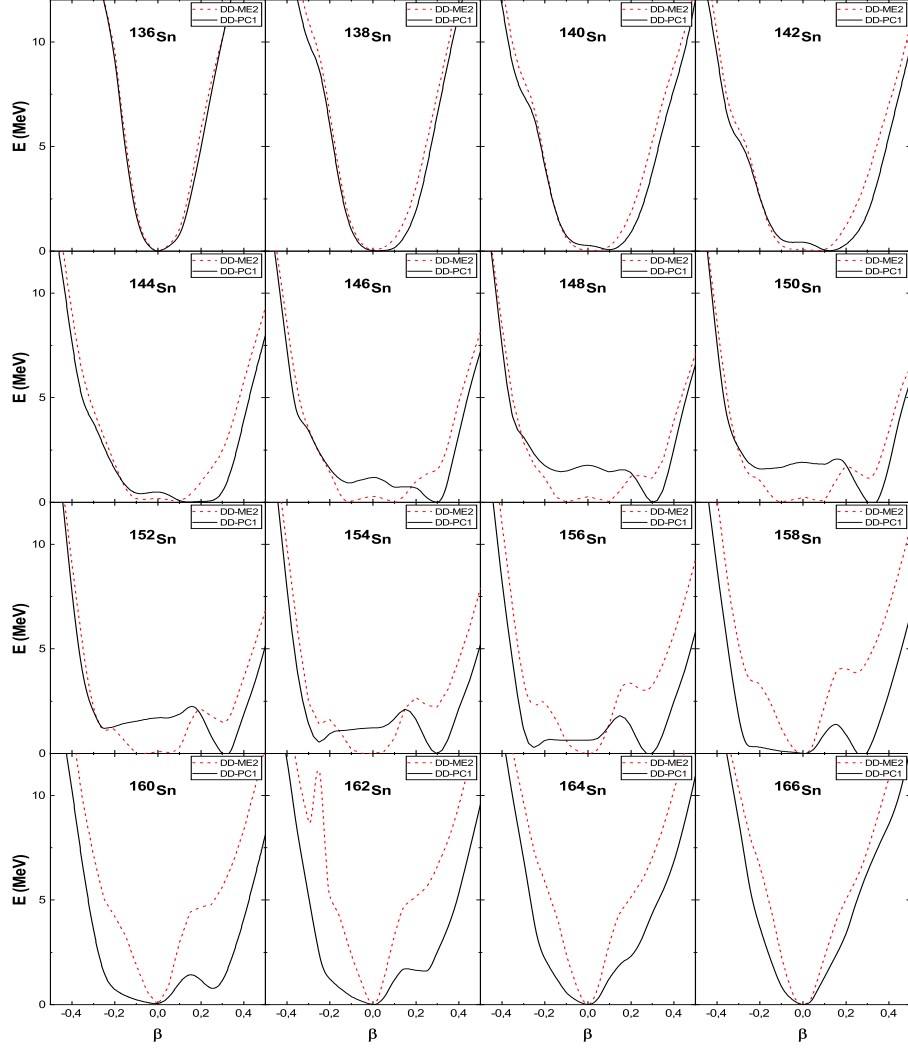 DD-ME2 DD-ME2 DD-ME2 DD-ME2
DD-PC1 DD-PC1 DD-PC1 DD-PC1
136Sn 138Sn 140Sn 142Sn
10
E (MeV)
5
0
DD-ME2 DD-ME2 DD-ME2 DD-ME2
DD-PC1 DD-PC1 DD-PC1 DD-PC1
144Sn 146Sn 148Sn 150Sn
10
E (MeV)
5
0
DD-ME2 DD-ME2 DD-ME2 DD-ME2
DD-PC1 DD-PC1 DD-PC1 DD-PC1
152Sn 154Sn 156Sn 158Sn
10
E (MeV)
5
0
DD-ME2 DD-ME2 DD-ME2 DD-ME2
DD-PC1 DD-PC1 DD-PC1 DD-PC1
160Sn 162Sn 164Sn 166Sn
10
E (MeV)
5
0
-0,4 -0,2 0,0 0,2 0,4 -0,4 -0,2 0,0 0,2 0,4 -0,4 -0,2 0,0 0,2 0,4 -0,4 -0,2 0,0 0,2 0,4
β β β β